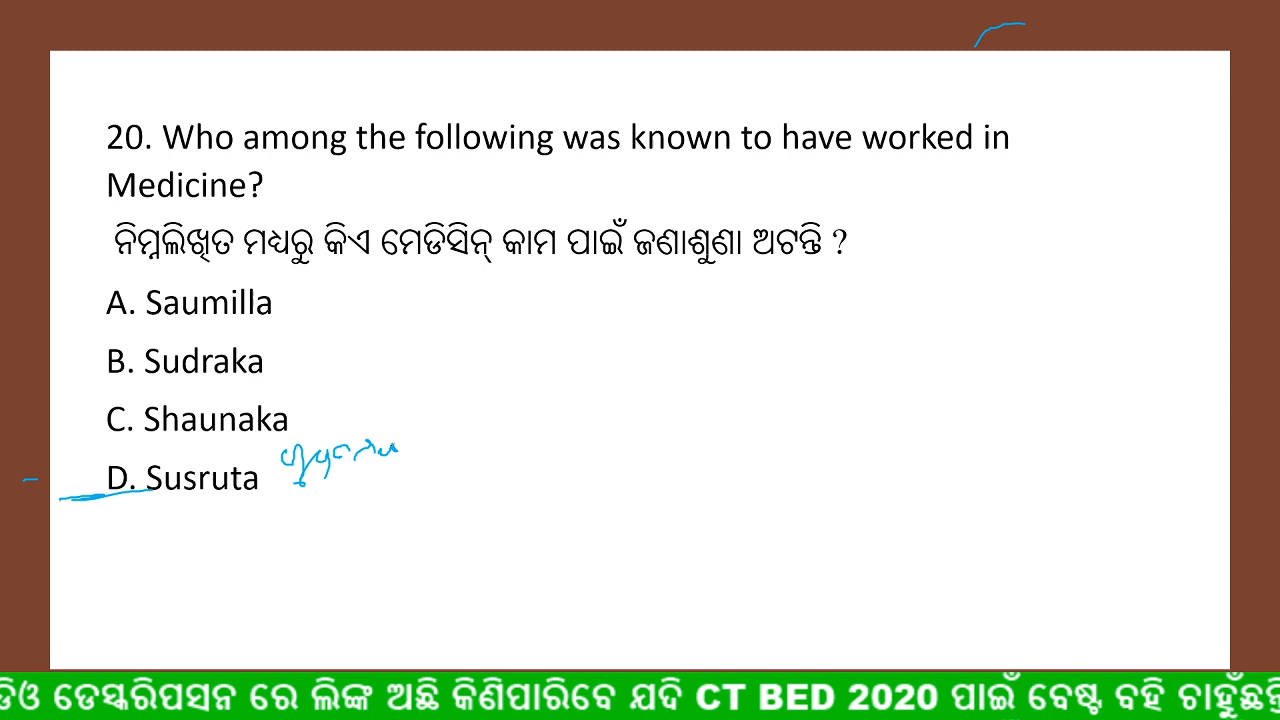 20. Who among the following was known to have worked in
Medicine?
ନିମ୍ନଲିଖିତ ମଧ୍ୟରୁ କିଏ ମେଡିସିନ୍ କାମ ପାଇଁ ଜଣାଶୁଣା ଅଟନ୍ତି ?
A. Saumilla
B. Sudraka
C. Shaunaka
D. Susruta
ଡିଓ ଡେସ୍କରିପସନ ରେ ଲିଙ୍କ ଅଛି କିଣିପାରିବେ ଯଦି CT BED 2020 ପାଇଁ ବେଷ୍ଟ ବହି ଚାହୁଁଛନ୍ତି